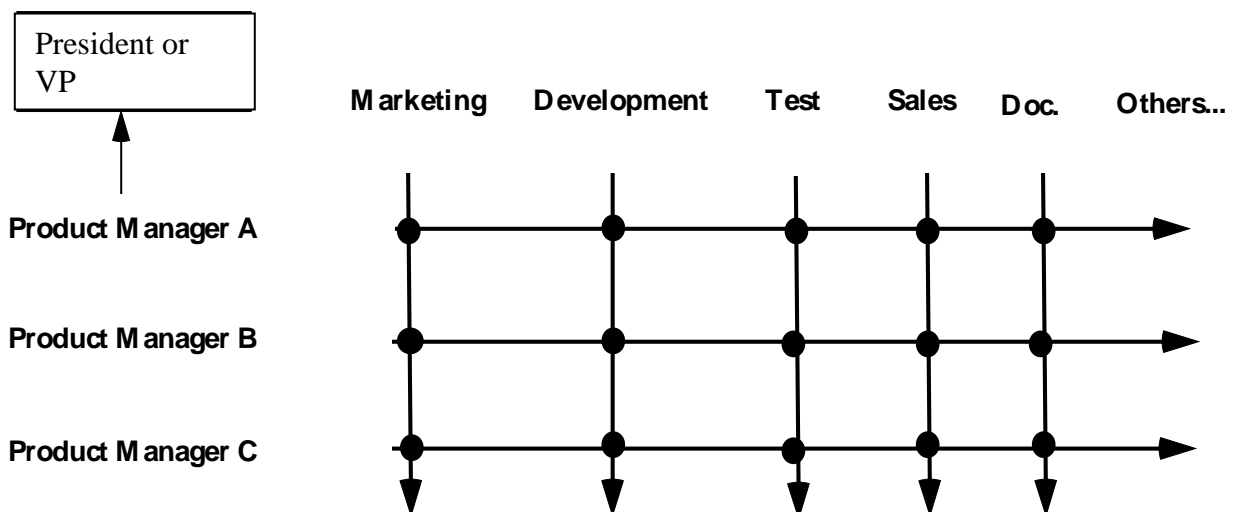 President or
VP
Marketing Development Test Sales Doc. Others...
Product Manager A
Product Manager B
Product Manager C